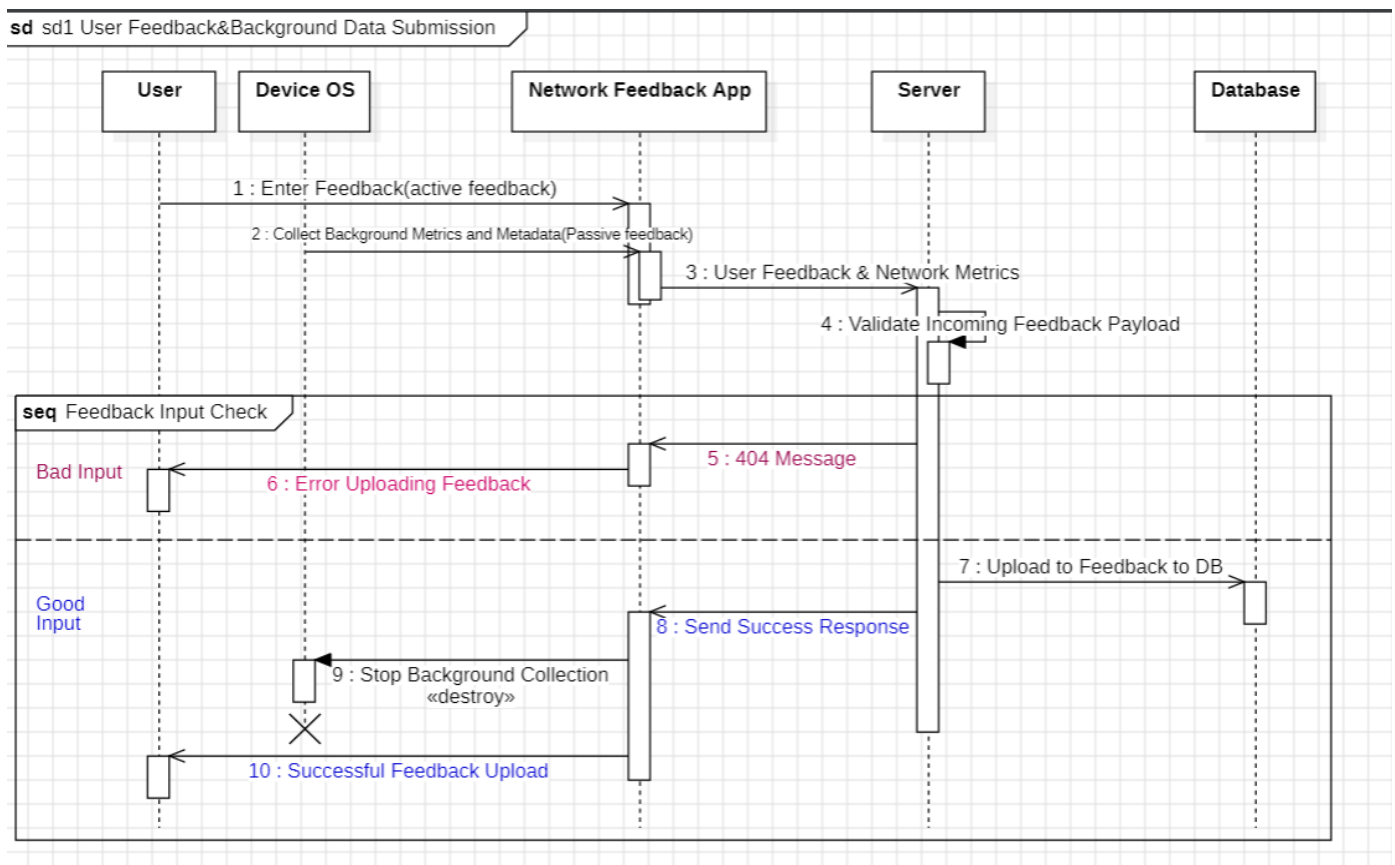 sd sd1 User Feedback&Background Data Submission
User
Device OS
Network Feedback App
Server
Database
1 : Enter Feedback(active feedback)
2 : Collect Background Metrics and Metadata(Passive feedback)
3 : User Feedback & Network Metrics
4 : Validate Incoming Feedback Payload
seq Feedback Input Check
Bad Input
5 : 404 Message
6 : Error Uploading Feedback
7 : Upload to Feedback to DB
Good
Input
8 : Send Success Response
9 : Stop Background Collection
«destroy»
10 : Successful Feedback Upload